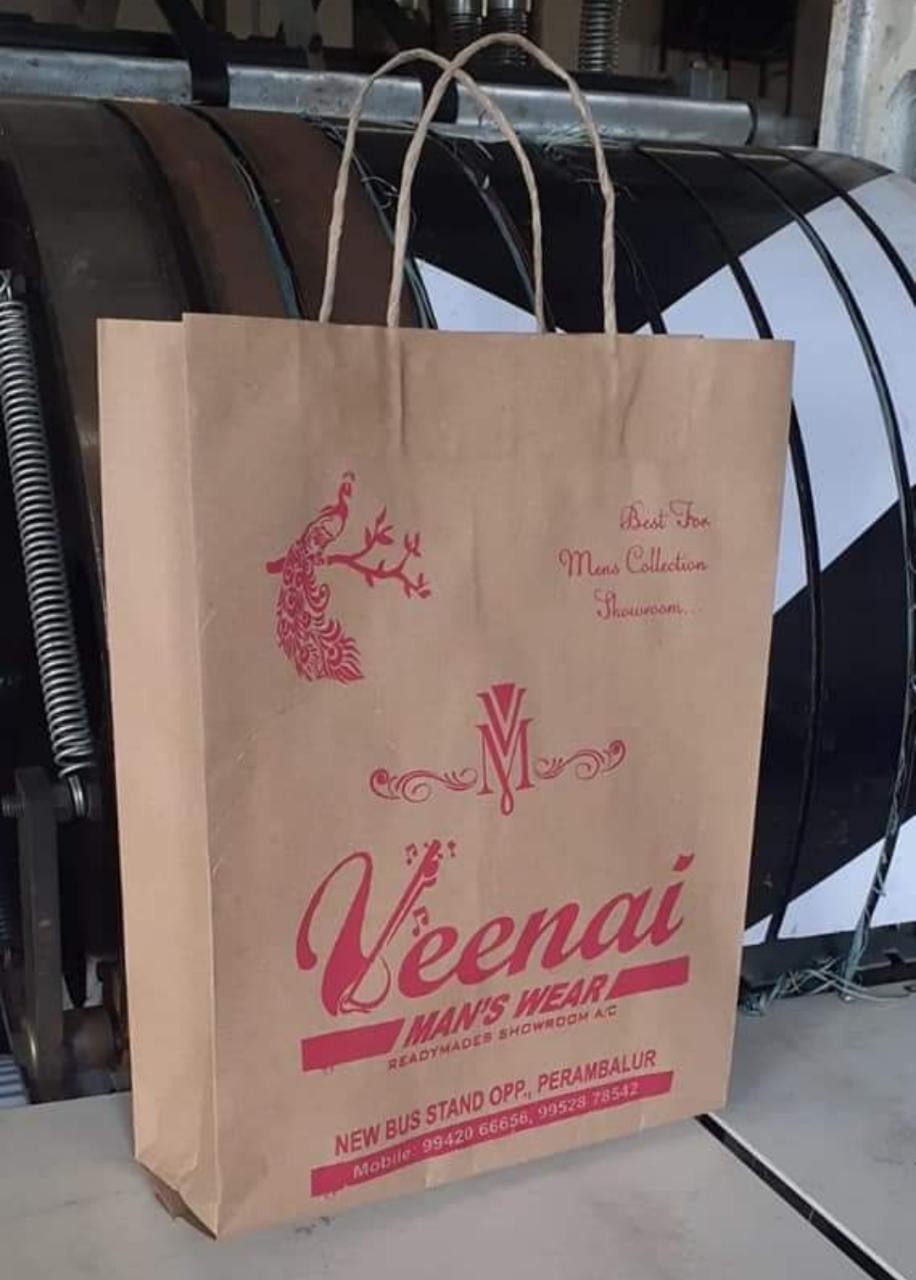 Best For
Mens Collection
Showroom...
VM
Veenai
MAN'S WEAR
READYMADES SHOWROOM A/C
NEW BUS STAND OPP., PERAMBALUR
Mobile: 99420 66656, 99528 78542